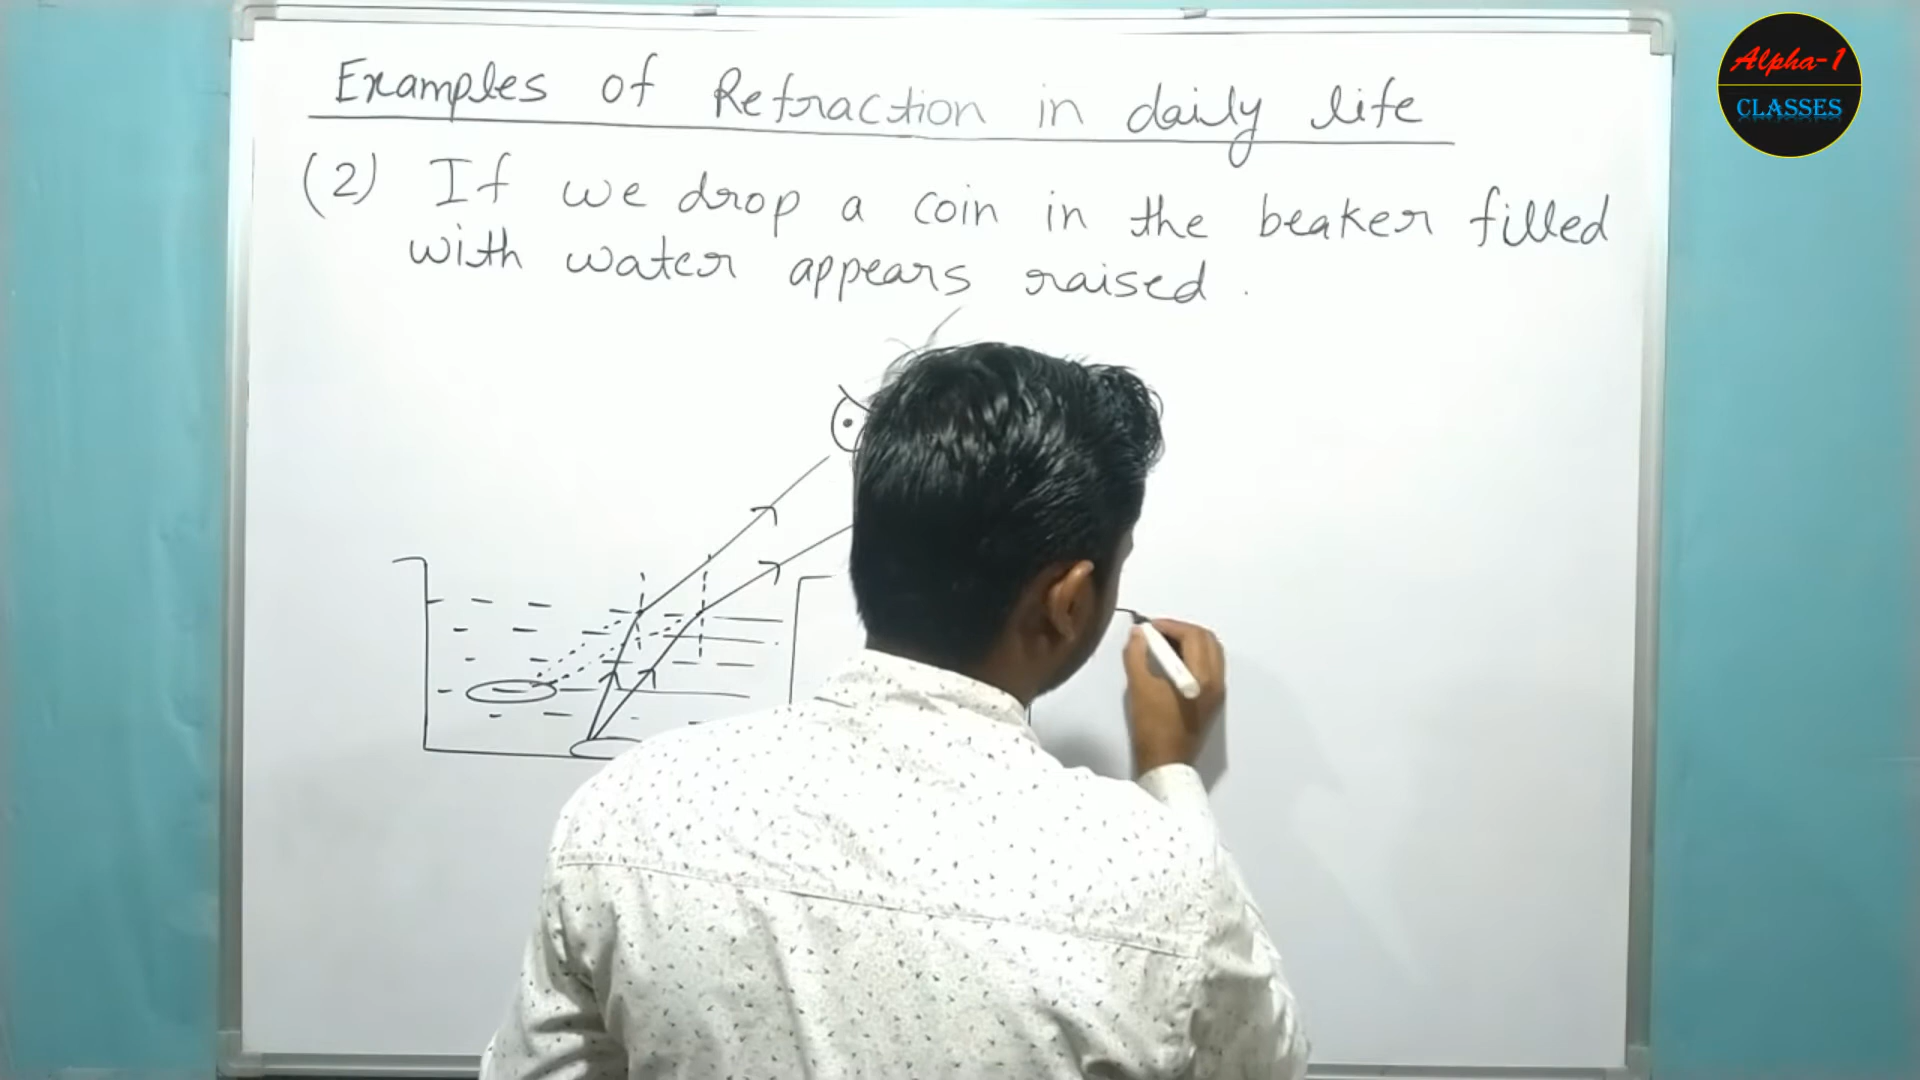 Examples of Refraction in daily life
(2) If we drop a coin in the beaker filled
with water appears raised.
Alpha-1
CLASSES